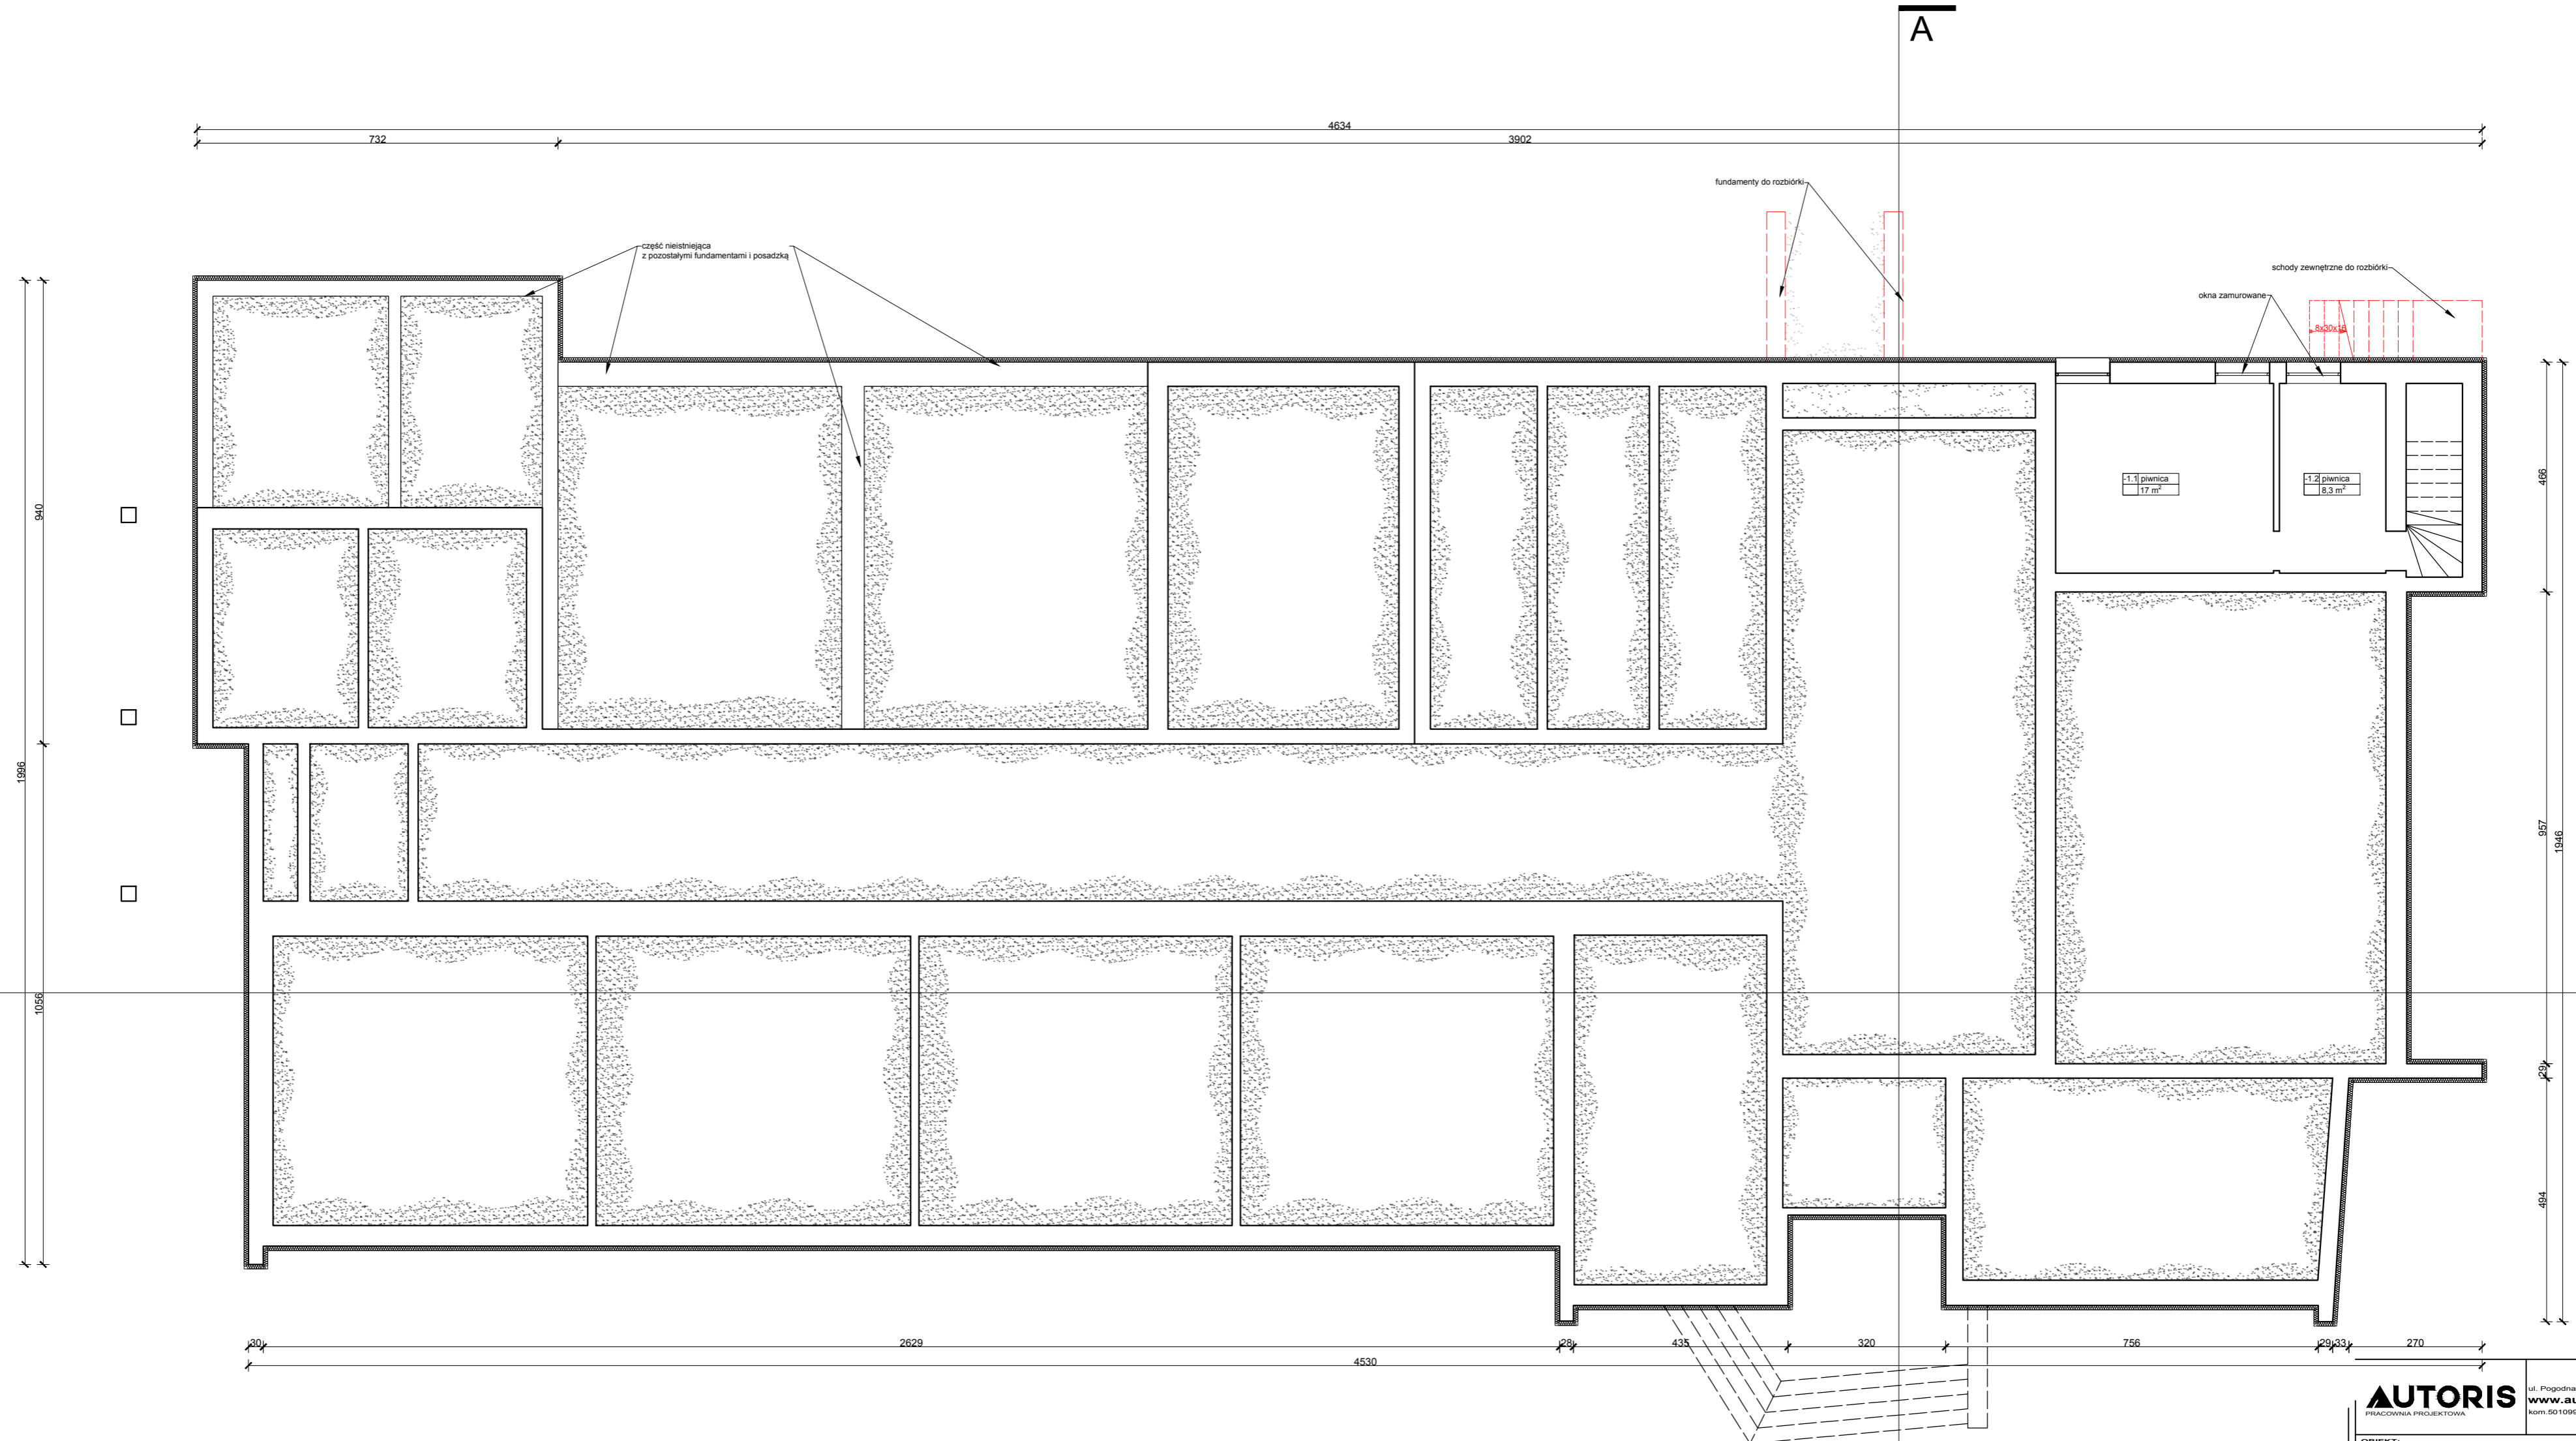 A
4634
732
3902
fundamenty do rozbiórki
część nieistniejąca
z pozostałymi fundamentami i posadzką
schody zewnętrzne do rozbiórki
okna zamurowane
8x30x16
-1.1 piwnica
17 m²
-1.2 piwnica
8,3 m²
940
1996
1056
466
957
1946
29
494
30
2629
28
435
320
756
29
33
270
4530
AUTORIS
PRACOWNIA PROJEKTOWA
ul. Pogodna
www.au
kom.501099